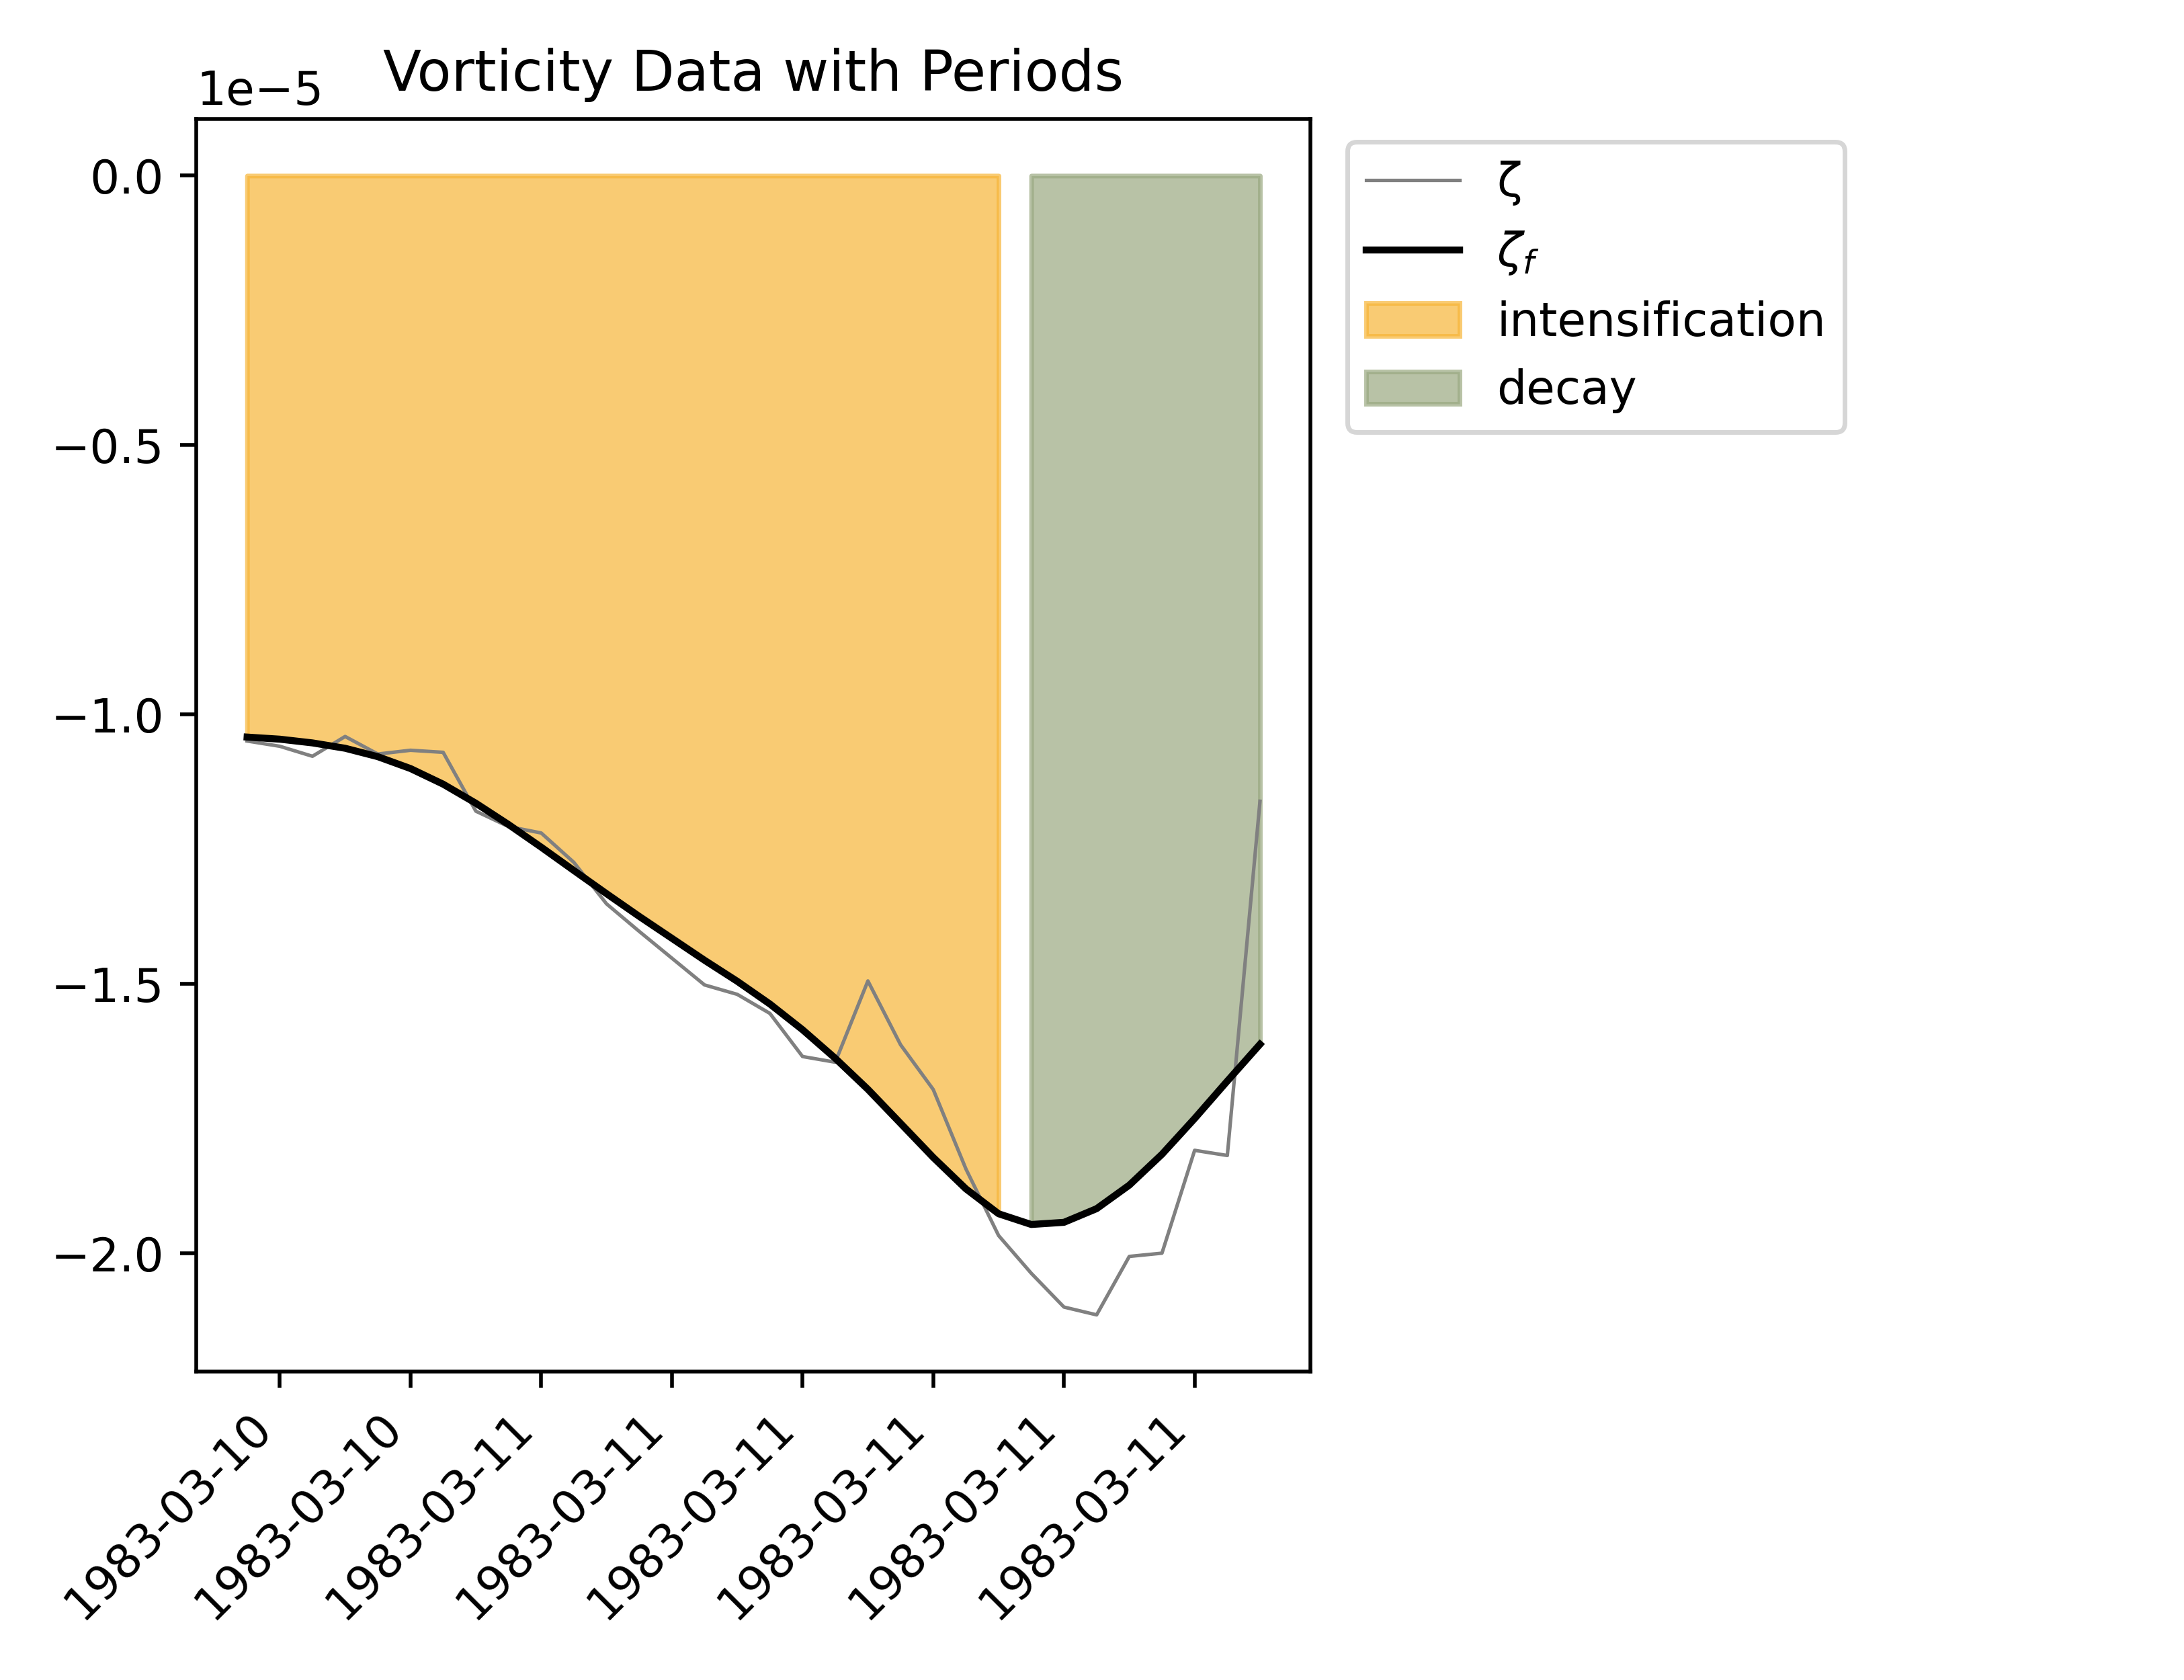 Vorticity Data with Periods
1e−5
0.0
−0.5
−1.0
−1.5
−2.0
1983-03-10
1983-03-10
1983-03-11
1983-03-11
1983-03-11
1983-03-11
1983-03-11
1983-03-11
ζ
ζf
intensification
decay